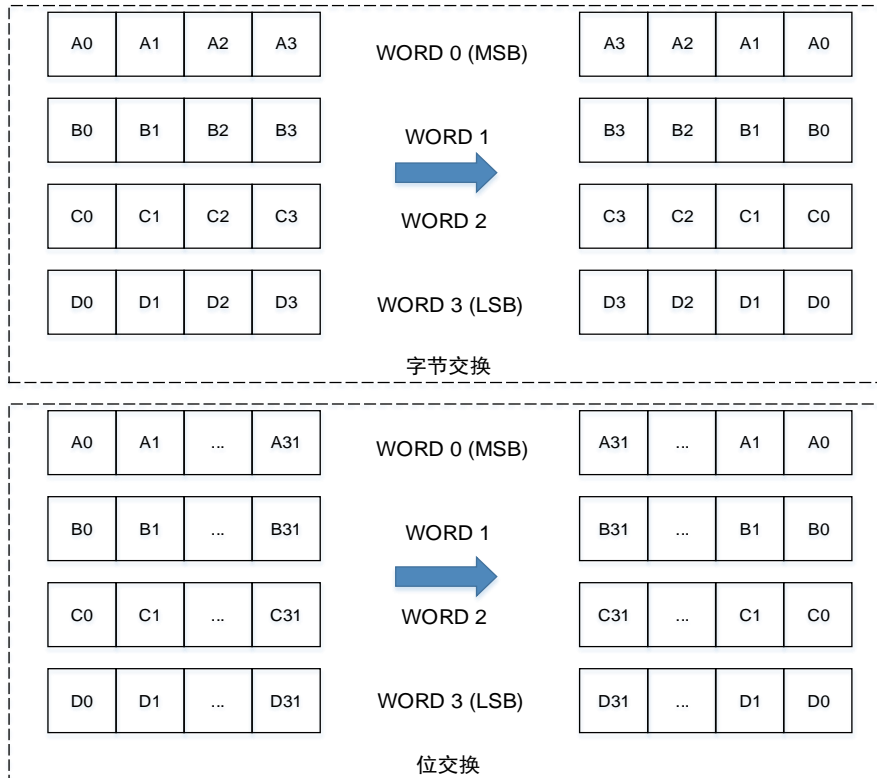 A0 A1 A2 A3 WORD 0 (MSB) A3 A2 A1 A0
B0 B1 B2 B3 WORD 1 B3 B2 B1 B0
C0 C1 C2 C3 WORD 2 C3 C2 C1 C0
D0 D1 D2 D3 WORD 3 (LSB) D3 D2 D1 D0
字节交换
A0 A1 ... A31 WORD 0 (MSB) A31 ... A1 A0
B0 B1 ... B31 WORD 1 B31 ... B1 B0
C0 C1 ... C31 WORD 2 C31 ... C1 C0
D0 D1 ... D31 WORD 3 (LSB) D31 ... D1 D0
位交换